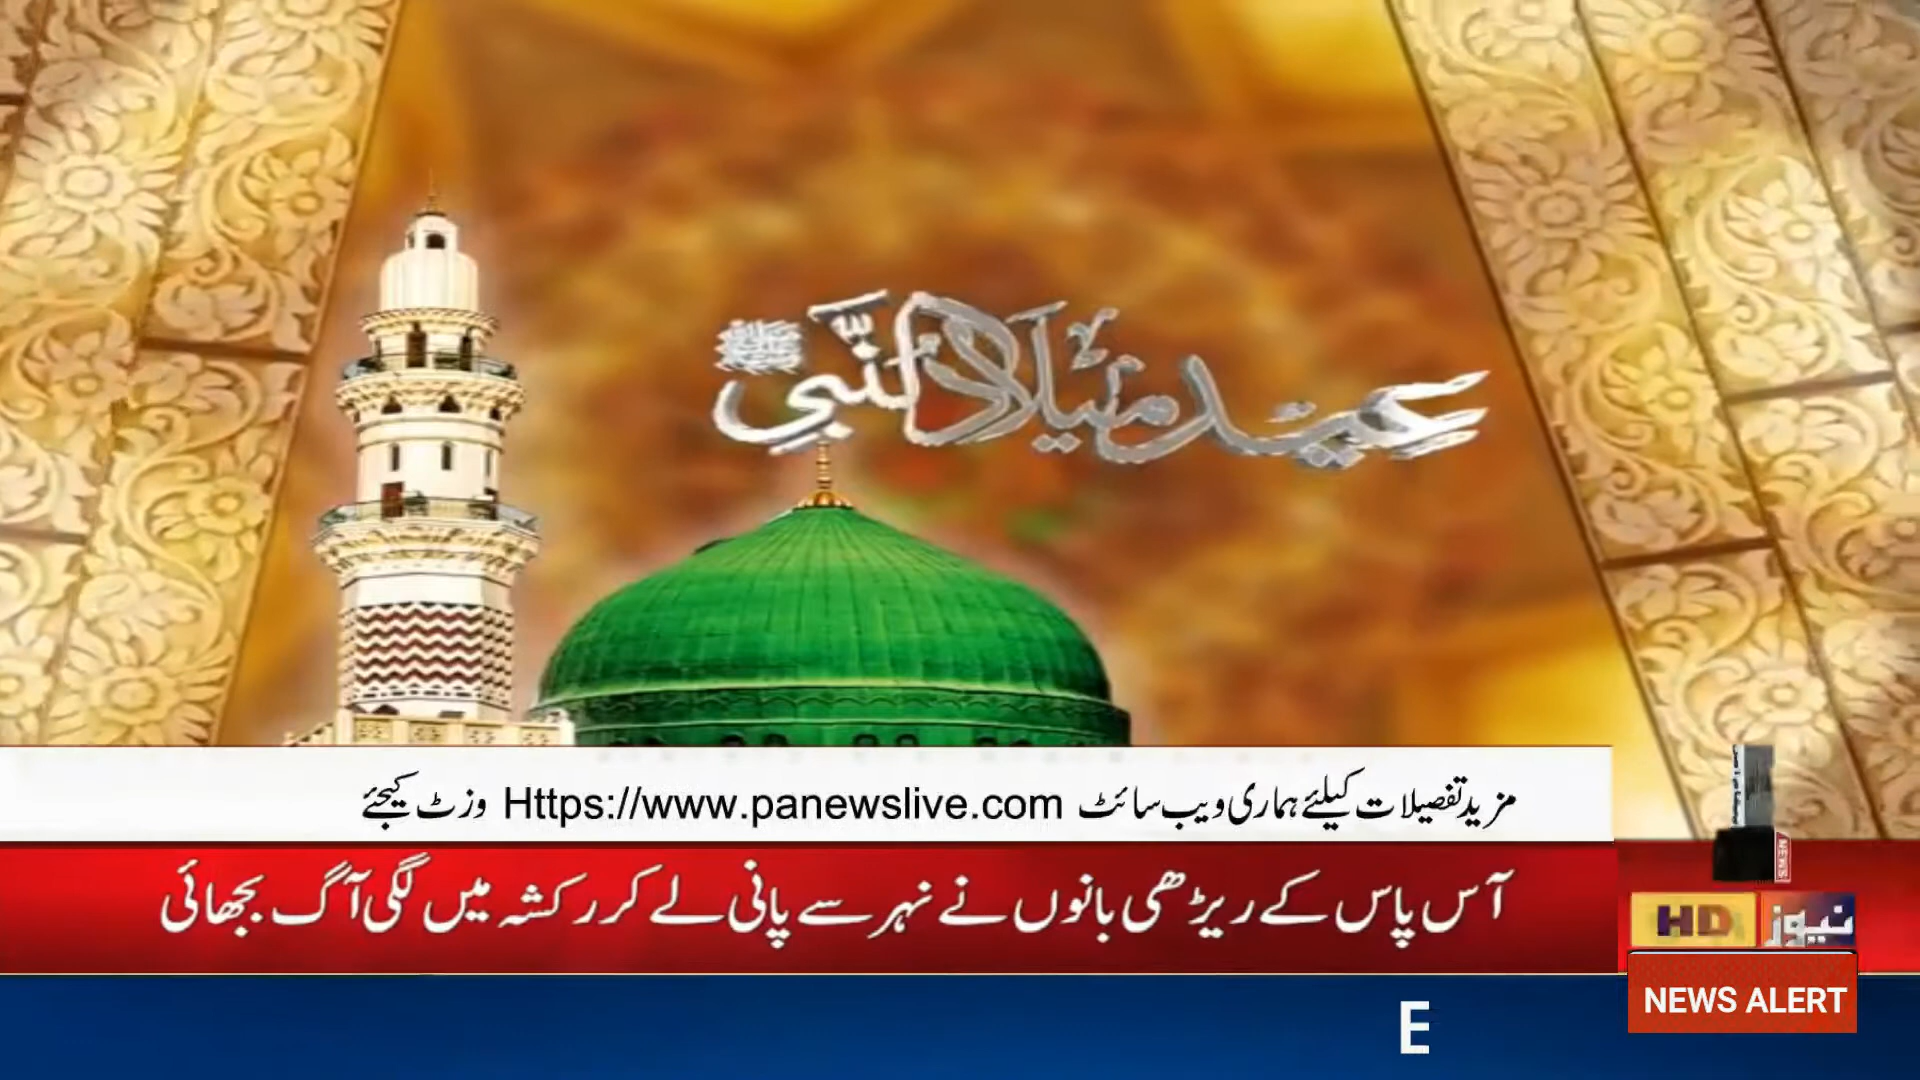 عید میلاد النبی ﷺ
مزید تفصیلات کیلئے ہماری ویب سائٹ Https://www.panewslive.com وزٹ کیجئے
آس پاس کے ریڑھی بانوں نے نہر سے پانی لے کر رکشہ میں لگی آگ بجھائی
NEWS
نیوز HD
NEWS ALERT
E